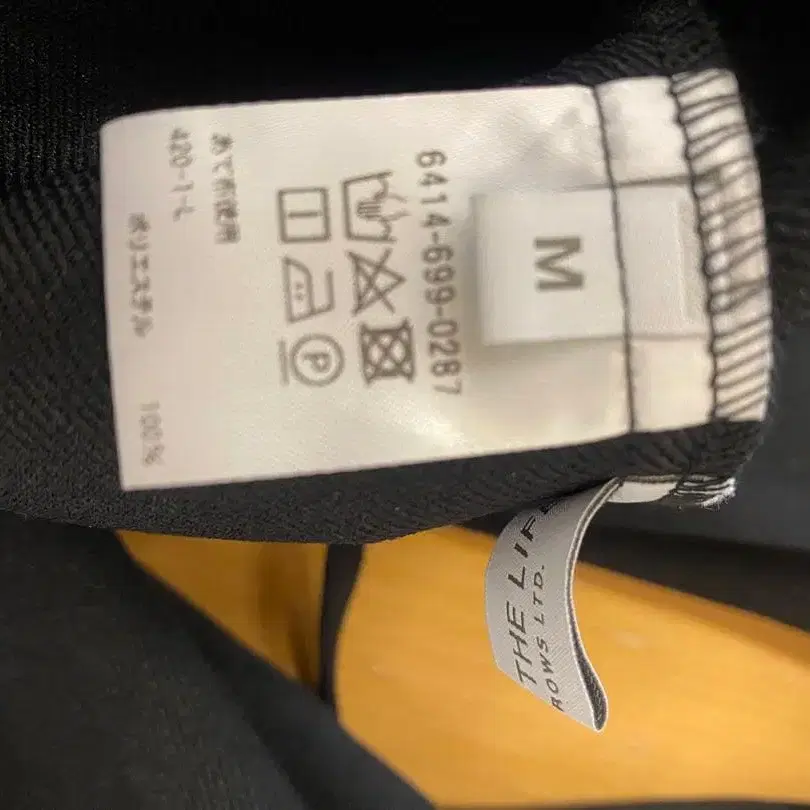 M
6414-699-0287
あて布使用
420-1-L
ポリエステル 100%
THE LIFE
ROWS LTD.